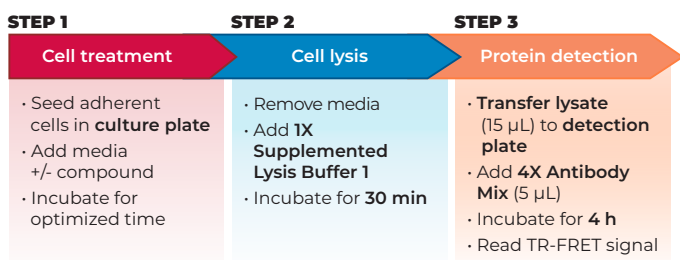 STEP 1
Cell treatment
· Seed adherent
cells in culture plate
· Add media
+/- compound
· Incubate for
optimized time
STEP 2
Cell lysis
· Remove media
· Add 1X
Supplemented
Lysis Buffer 1
· Incubate for 30 min
STEP 3
Protein detection
· Transfer lysate
(15 µL) to detection
plate
· Add 4X Antibody
Mix (5 µL)
· Incubate for 4 h
· Read TR-FRET signal